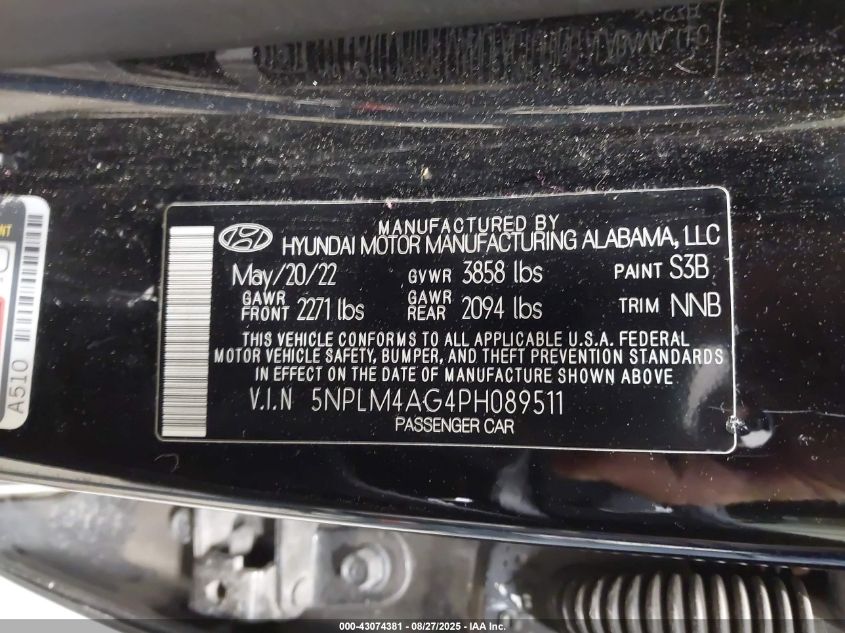 MANUFACTURED BY
HYUNDAI MOTOR MANUFACTURING ALABAMA, LLC
May/20/22 GVWR 3858 lbs PAINT S3B
GAWR FRONT 2271 lbs GAWR REAR 2094 lbs TRIM NNB
THIS VEHICLE CONFORMS TO ALL APPLICABLE U.S.A. FEDERAL
MOTOR VEHICLE SAFETY, BUMPER, AND THEFT PREVENTION STANDARDS
IN EFFECT ON THE DATE OF MANUFACTURE SHOWN ABOVE.
V.I.N 5NPLM4AG4PH089511
PASSENGER CAR
A510
000-43074381 - 08/27/2025 - IAA Inc.